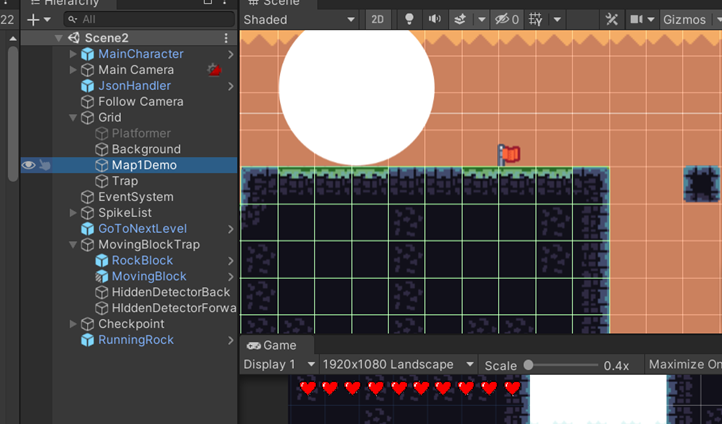 Hierarchy
Scene
22
All
Shaded
2D
0
Gizmos
Scene2
MainCharacter
Main Camera
JsonHandler
Follow Camera
Grid
Platformer
Background
Map1Demo
Trap
EventSystem
SpikeList
GoToNextLevel
MovingBlockTrap
RockBlock
MovingBlock
HiddenDetectorBack
HIddenDetectorForwa
Checkpoint
RunningRock
Game
Display 1
1920x1080 Landscape
Scale
0.4x
Maximize On